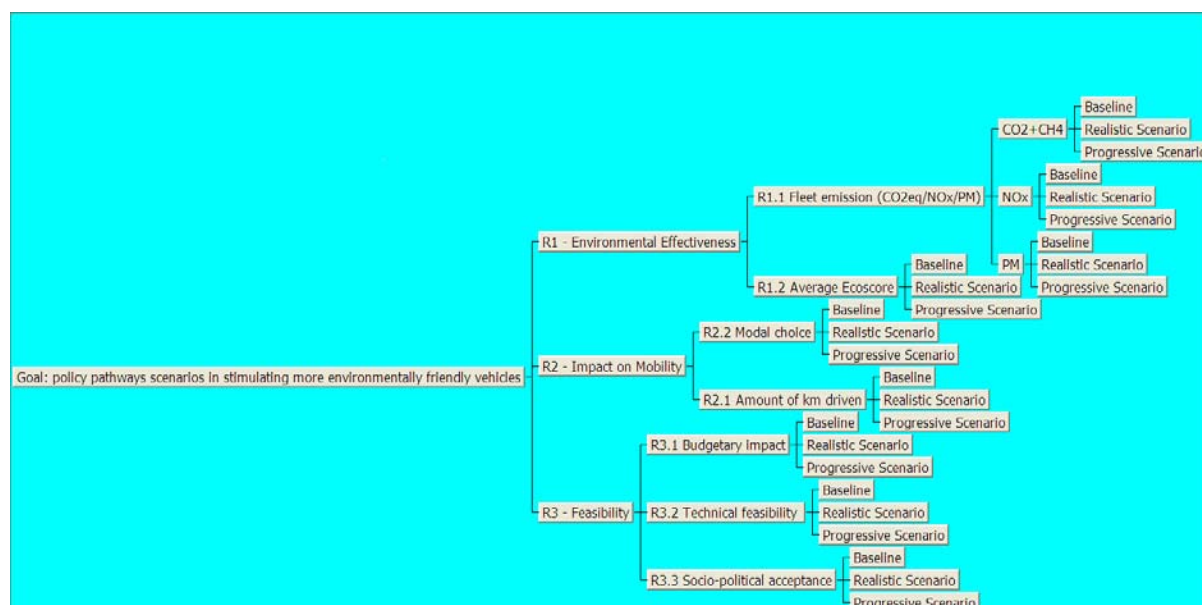 Goal: policy pathways scenarios in stimulating more environmentally friendly vehicles
R1 - Environmental Effectiveness
R1.1 Fleet emission (CO2eq/NOx/PM)
CO2+CH4
Baseline
Realistic Scenario
Progressive Scenario
NOx
Baseline
Realistic Scenario
Progressive Scenario
PM
Baseline
Realistic Scenario
Progressive Scenario
R1.2 Average Ecoscore
Baseline
Realistic Scenario
Progressive Scenario
R2 - Impact on Mobility
R2.2 Modal choice
Baseline
Realistic Scenario
Progressive Scenario
R2.1 Amount of km driven
Baseline
Realistic Scenario
Progressive Scenario
R3 - Feasibility
R3.1 Budgetary impact
Baseline
Realistic Scenario
Progressive Scenario
R3.2 Technical feasibility
Baseline
Realistic Scenario
Progressive Scenario
R3.3 Socio-political acceptance
Baseline
Realistic Scenario
Progressive Scenario